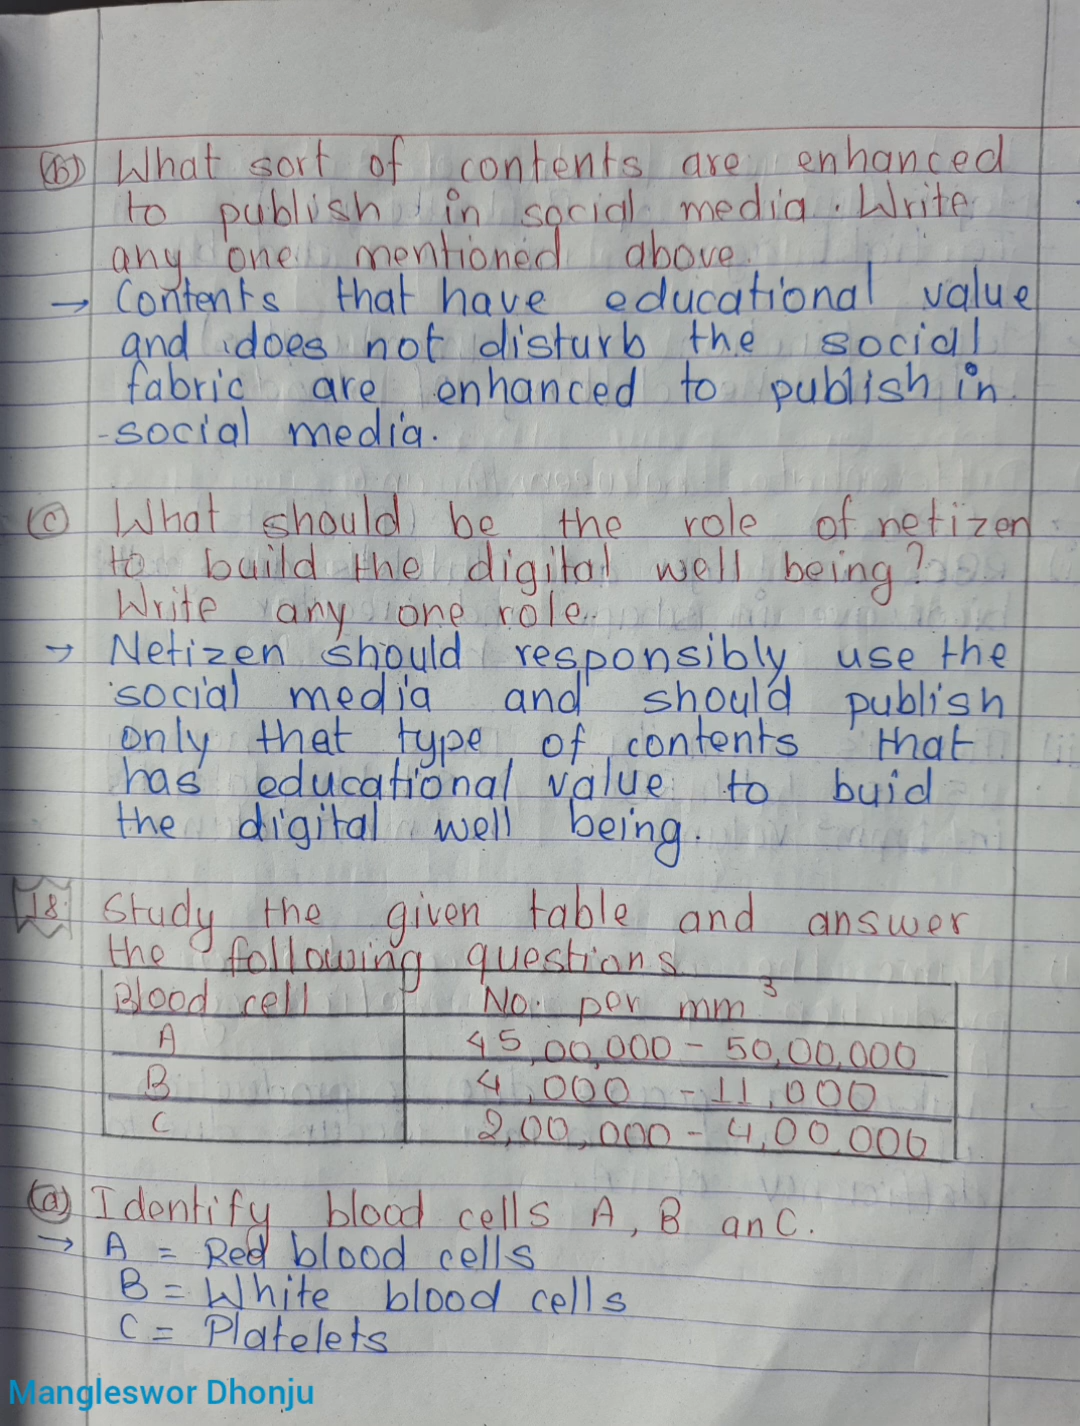 (b) What sort of contents are enhanced
to publish in social media. Write
any one mentioned above.
→ Contents that have educational value
and does not disturb the social
fabric are enhanced to publish in
social media.
(c) What should be the role of netizen
to build the digital well being?
Write any one role.
→ Netizen should responsibly use the
social media and should publish
only that type of contents that
has educational value to buid
the digital well being.
18. Study the given table and answer
the following questions
Blood cell No. per mm³
A 45,00,000 - 50,00,000
B 4,000 - 11,000
C 2,00,000 - 4,00,000
(a) Identify blood cells A, B an C.
→ A = Red blood cells
B = White blood cells
C = Platelets
Mangleswor Dhonju